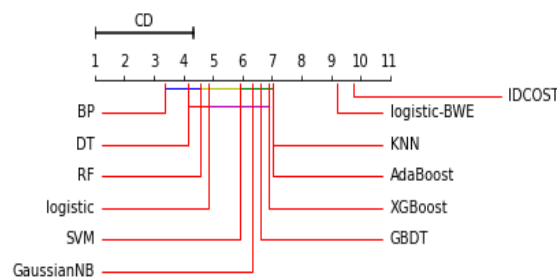 CD
1 2 3 4 5 6 7 8 9 10 11
IDCOST
BP logistic-BWE
DT KNN
RF AdaBoost
logistic XGBoost
SVM GBDT
GaussianNB